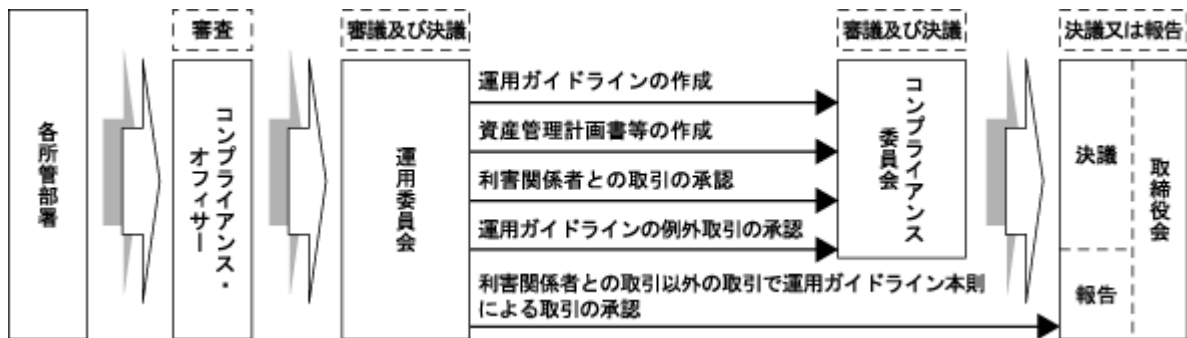 審査
審議及び決議
審議及び決議
決議又は報告
各所管部署
コンプライアンス・
オフィサー
運用委員会
運用ガイドラインの作成
資産管理計画書等の作成
利害関係者との取引の承認
運用ガイドラインの例外取引の承認
利害関係者との取引以外の取引で運用ガイドライン本則
による取引の承認
コンプライアンス
委員会
決議
報告
取締役会